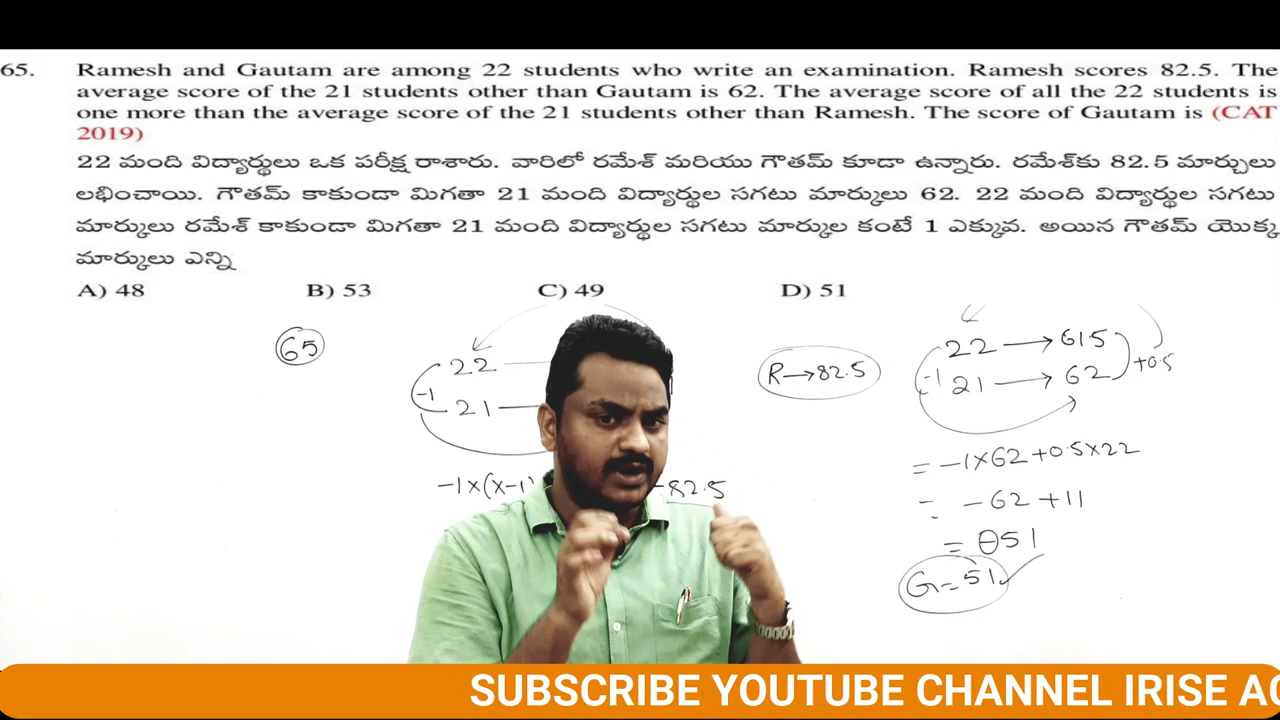 65. Ramesh and Gautam are among 22 students who write an examination. Ramesh scores 82.5. The
average score of the 21 students other than Gautam is 62. The average score of all the 22 students is
one more than the average score of the 21 students other than Ramesh. The score of Gautam is (CAT
2019)
22 మంది విద్యార్థులు ఒక పరీక్ష రాశారు. వారిలో రమేశ్ మరియు గౌతమ్ కూడా ఉన్నారు. రమేశ్‌కు 82.5 మార్చులు
లభించాయి. గౌతమ్ కాకుండా మిగతా 21 మంది విద్యార్థుల సగటు మార్కులు 62. 22 మంది విద్యార్థుల సగటు
మార్కులు రమేశ్ కాకుండా మిగతా 21 మంది విద్యార్థుల సగటు మార్కుల కంటే 1 ఎక్కువ. అయిన గౌతమ్ యొక్క
మార్కులు ఎన్ని
A) 48 B) 53 C) 49 D) 51
65
22
-1
21
-1×(x-1)
-82.5
R→82.5
22 → 61.5
-1 +0.5
21 → 62
= -1×62+0.5×22
= -62+11
= -51
G=51
SUBSCRIBE YOUTUBE CHANNEL IRISE AC